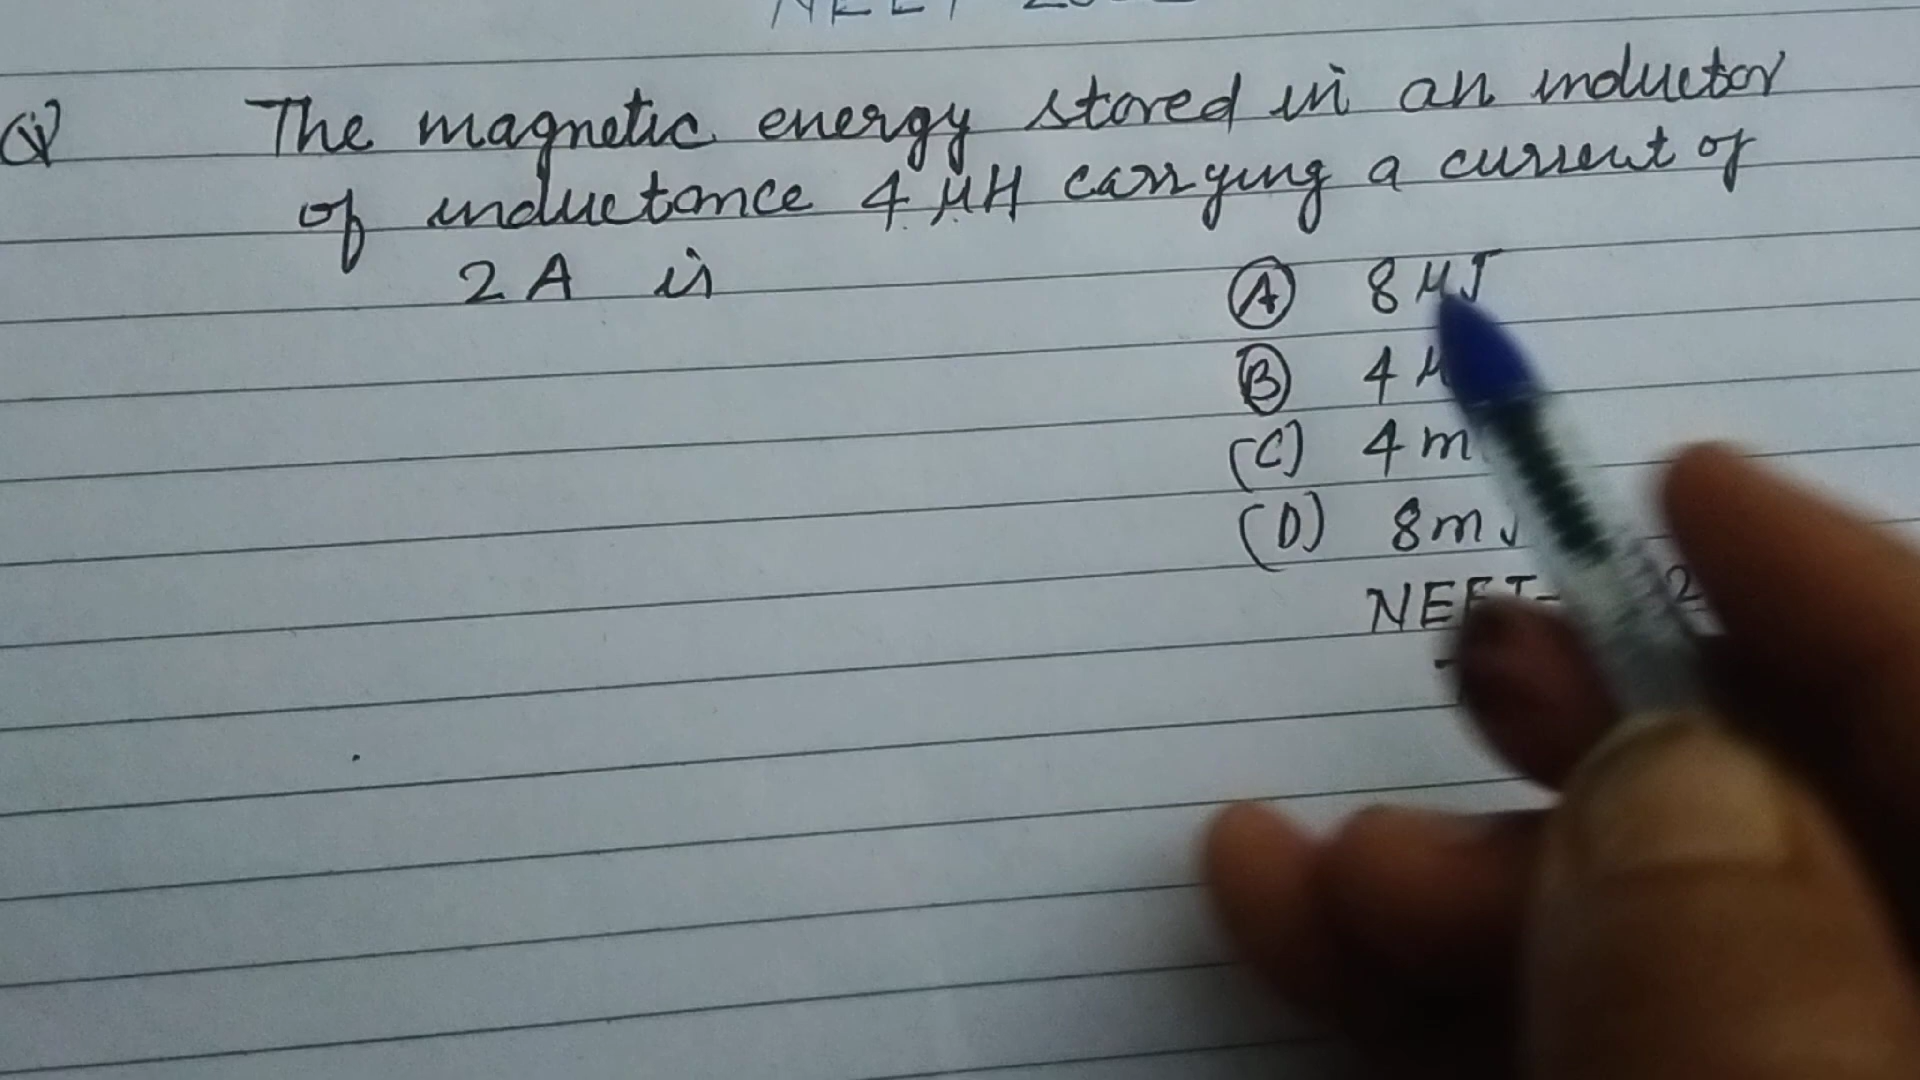 Q) The magnetic energy stored in an inductor
of inductance 4 μH carrying a current of
2 A is
(A) 8 μJ
(B) 4 μ
(C) 4 m
(D) 8 mJ